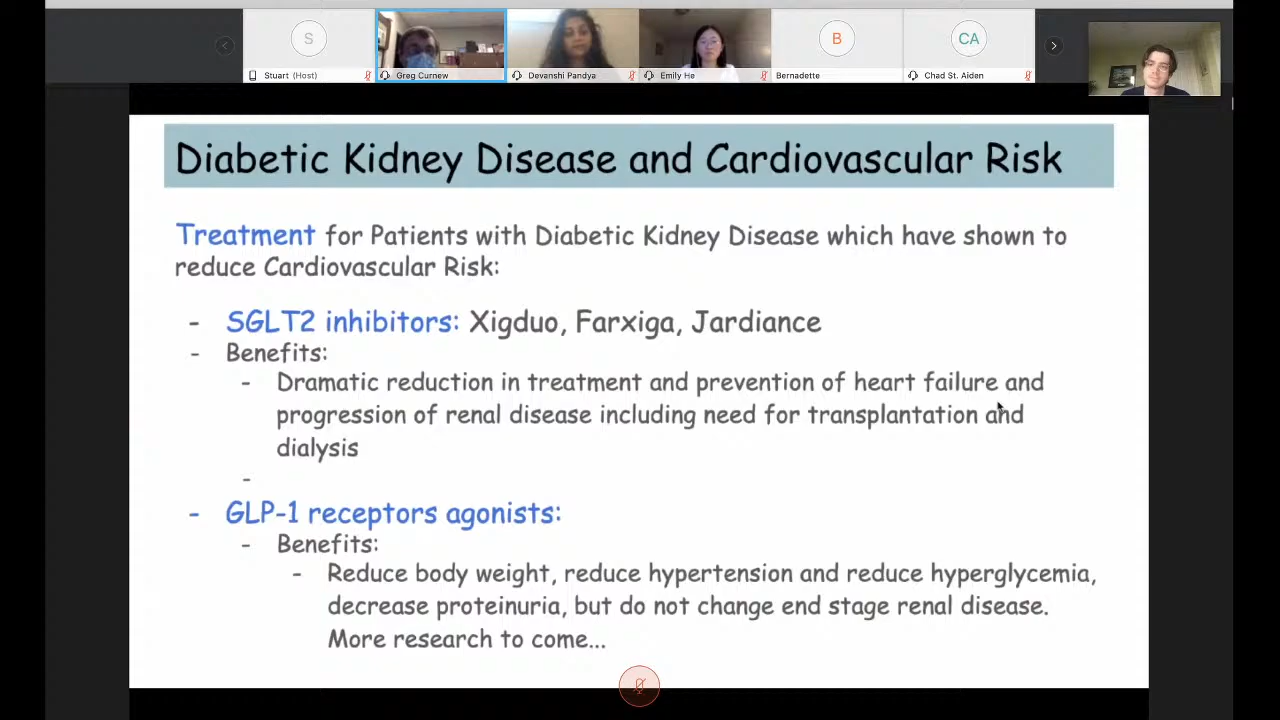 S
B
CA
Stuart (Host)
Greg Curnew
Devanshi Pandya
Emily He
Bernadette
Chad St. Aiden
Diabetic Kidney Disease and Cardiovascular Risk
Treatment for Patients with Diabetic Kidney Disease which have shown to
reduce Cardiovascular Risk:
- SGLT2 inhibitors: Xigduo, Farxiga, Jardiance
- Benefits:
- Dramatic reduction in treatment and prevention of heart failure and
progression of renal disease including need for transplantation and
dialysis
-
- GLP-1 receptors agonists:
- Benefits:
- Reduce body weight, reduce hypertension and reduce hyperglycemia,
decrease proteinuria, but do not change end stage renal disease.
More research to come...